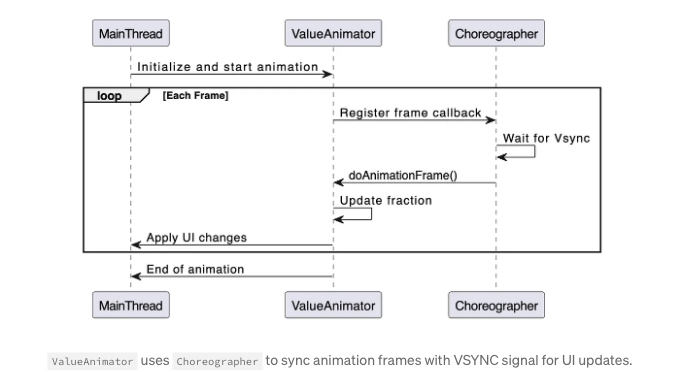 MainThread ValueAnimator Choreographer
Initialize and start animation
loop [Each Frame]
Register frame callback
Wait for Vsync
doAnimationFrame()
Update fraction
Apply UI changes
End of animation
MainThread ValueAnimator Choreographer
ValueAnimator uses Choreographer to sync animation frames with VSYNC signal for UI updates.